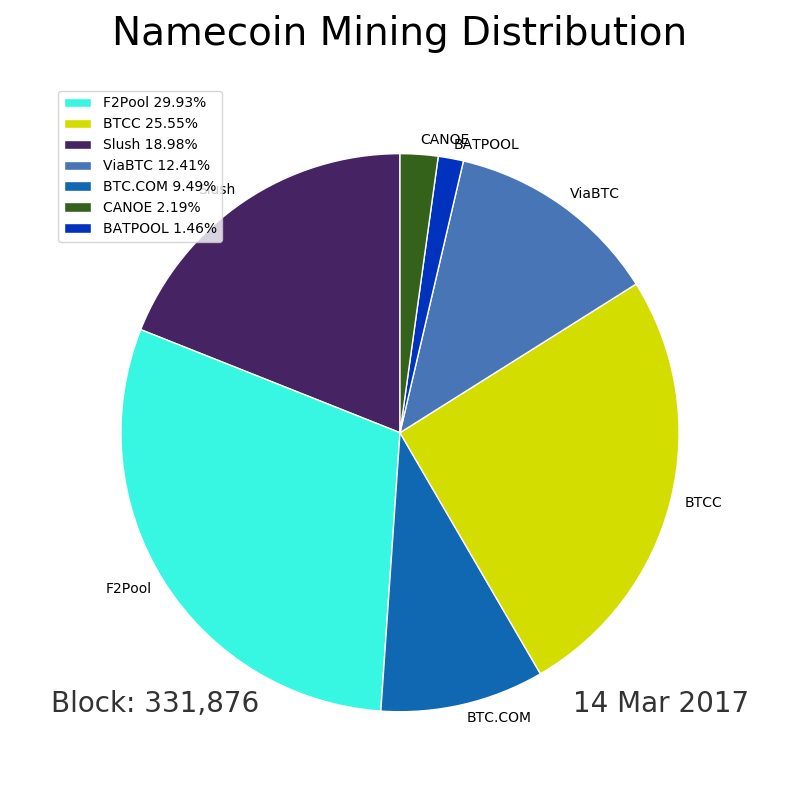 Namecoin Mining Distribution
F2Pool 29.93%
BTCC 25.55%
Slush 18.98%
ViaBTC 12.41%
BTC.COM 9.49%
CANOE 2.19%
BATPOOL 1.46%
CANOE
BATPOOL
Slush
ViaBTC
BTCC
F2Pool
BTC.COM
Block: 331,876
14 Mar 2017